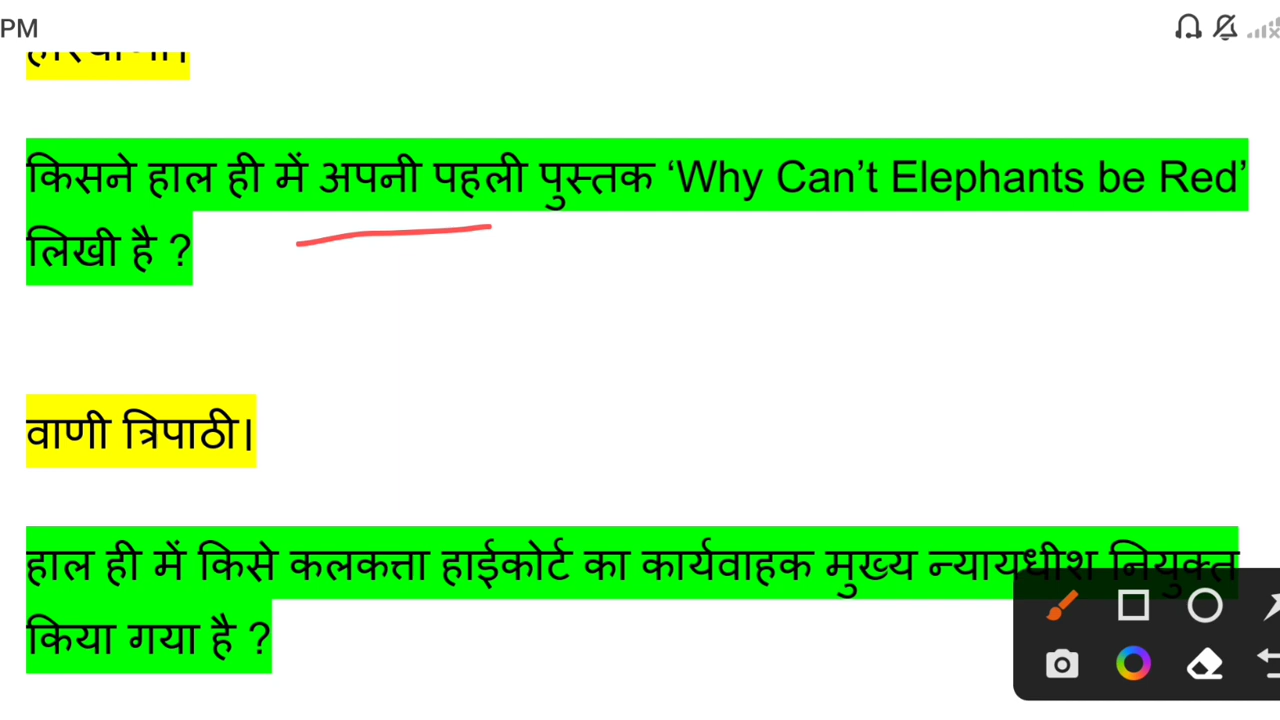 PM
किसने हाल ही में अपनी पहली पुस्तक ‘Why Can’t Elephants be Red’
लिखी है ?
वाणी त्रिपाठी।
हाल ही में किसे कलकत्ता हाईकोर्ट का कार्यवाहक मुख्य न्यायधीश नियुक्त
किया गया है ?